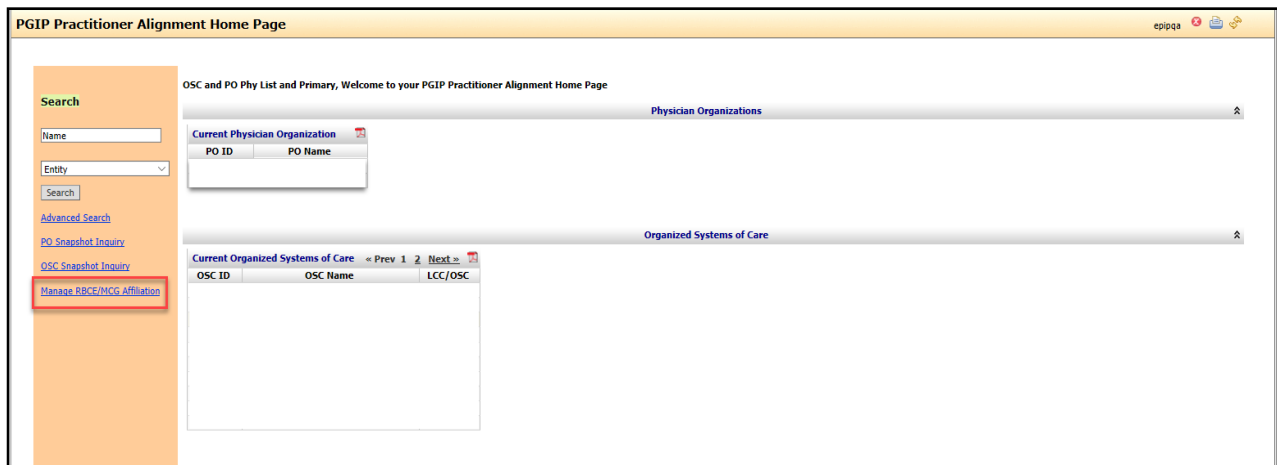 PGIP Practitioner Alignment Home Page
epipqa
Search
Name
Entity
Search
Advanced Search
PO Snapshot Inquiry
OSC Snapshot Inquiry
Manage RBCE/MCG Affiliation
OSC and PO Phy List and Primary, Welcome to your PGIP Practitioner Alignment Home Page
Physician Organizations
Current Physician Organization
PO ID PO Name
Organized Systems of Care
Current Organized Systems of Care « Prev 1 2 Next »
OSC ID OSC Name LCC/OSC